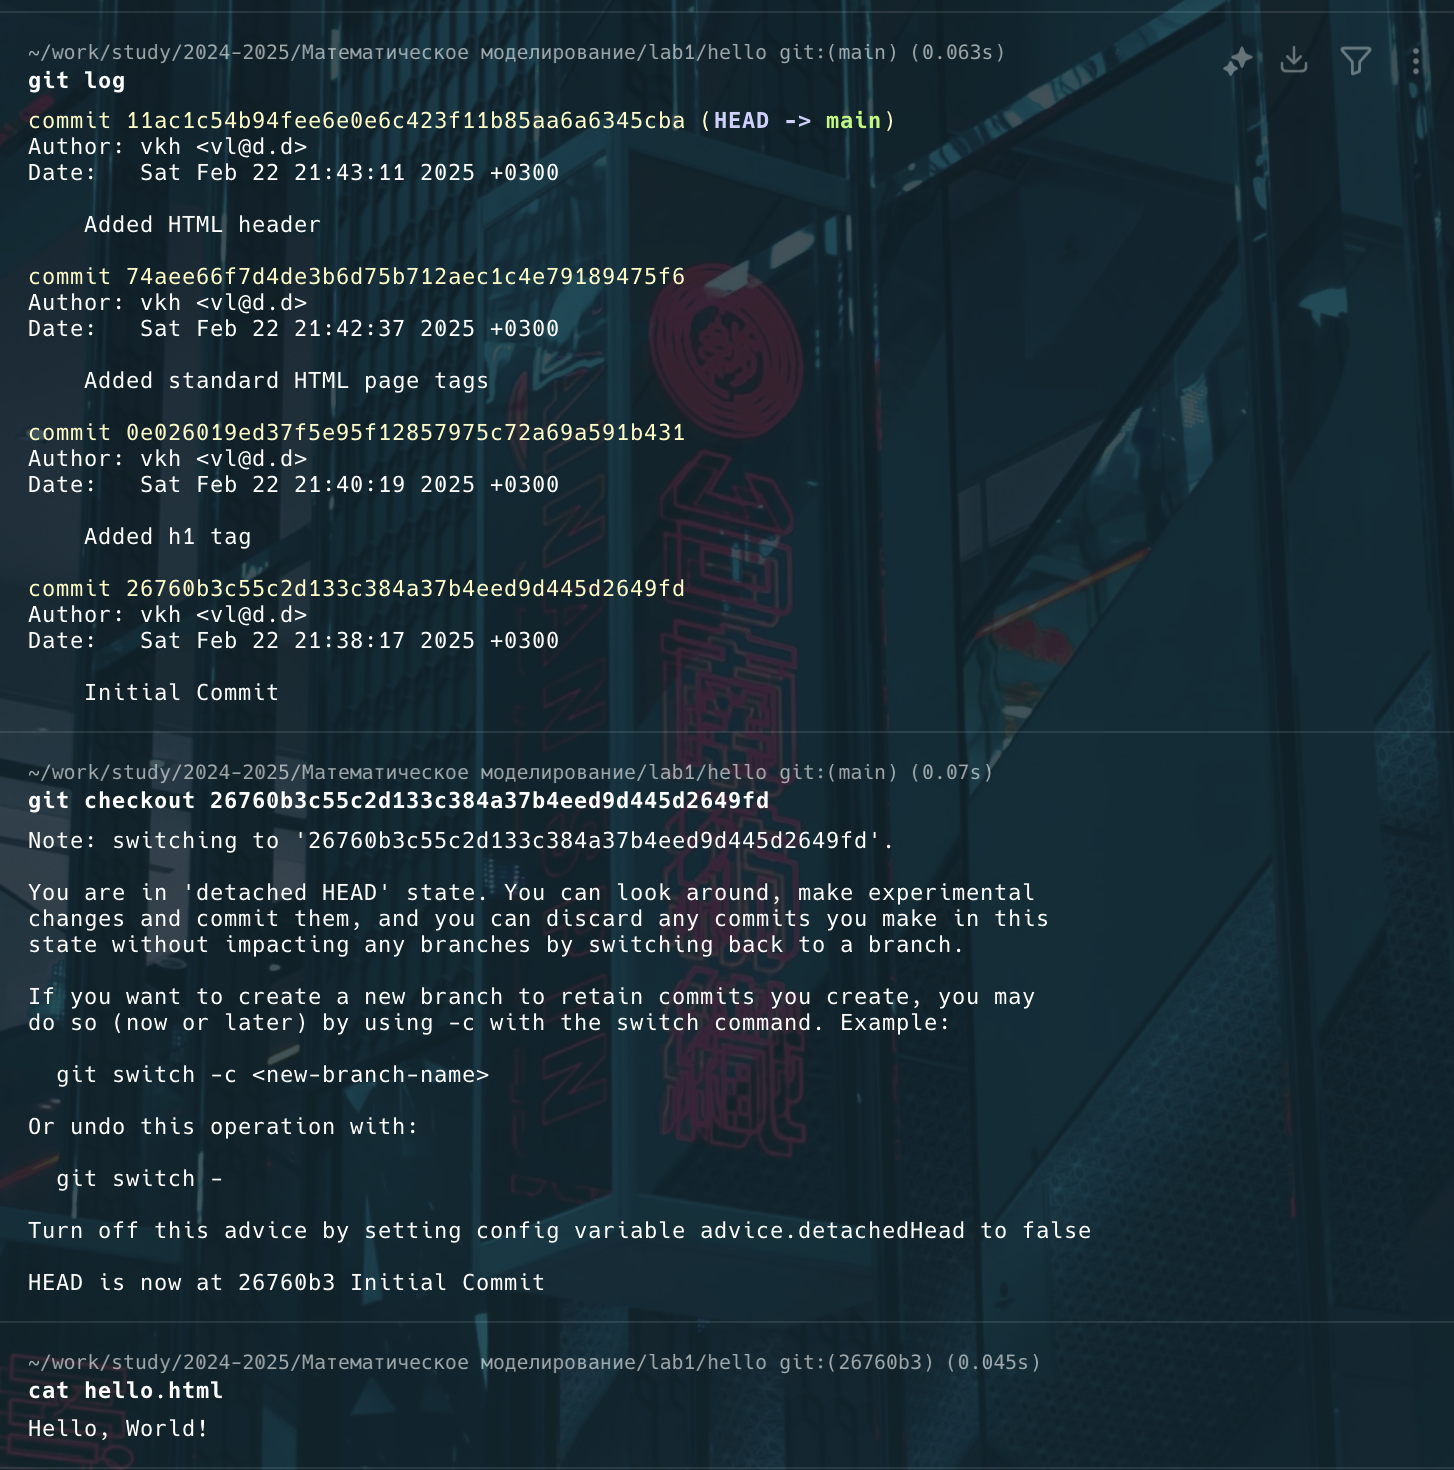 ~/work/study/2024-2025/Математическое моделирование/lab1/hello git:(main) (0.063s)
git log
commit 11ac1c54b94fee6e0e6c423f11b85aa6a6345cba (HEAD -> main)
Author: vkh <vl@d.d>
Date:   Sat Feb 22 21:43:11 2025 +0300
    Added HTML header
commit 74aee66f7d4de3b6d75b712aec1c4e79189475f6
Author: vkh <vl@d.d>
Date:   Sat Feb 22 21:42:37 2025 +0300
    Added standard HTML page tags
commit 0e026019ed37f5e95f12857975c72a69a591b431
Author: vkh <vl@d.d>
Date:   Sat Feb 22 21:40:19 2025 +0300
    Added h1 tag
commit 26760b3c55c2d133c384a37b4eed9d445d2649fd
Author: vkh <vl@d.d>
Date:   Sat Feb 22 21:38:17 2025 +0300
    Initial Commit
~/work/study/2024-2025/Математическое моделирование/lab1/hello git:(main) (0.07s)
git checkout 26760b3c55c2d133c384a37b4eed9d445d2649fd
Note: switching to '26760b3c55c2d133c384a37b4eed9d445d2649fd'.
You are in 'detached HEAD' state. You can look around, make experimental
changes and commit them, and you can discard any commits you make in this
state without impacting any branches by switching back to a branch.
If you want to create a new branch to retain commits you create, you may
do so (now or later) by using -c with the switch command. Example:
  git switch -c <new-branch-name>
Or undo this operation with:
  git switch -
Turn off this advice by setting config variable advice.detachedHead to false
HEAD is now at 26760b3 Initial Commit
~/work/study/2024-2025/Математическое моделирование/lab1/hello git:(26760b3) (0.045s)
cat hello.html
Hello, World!